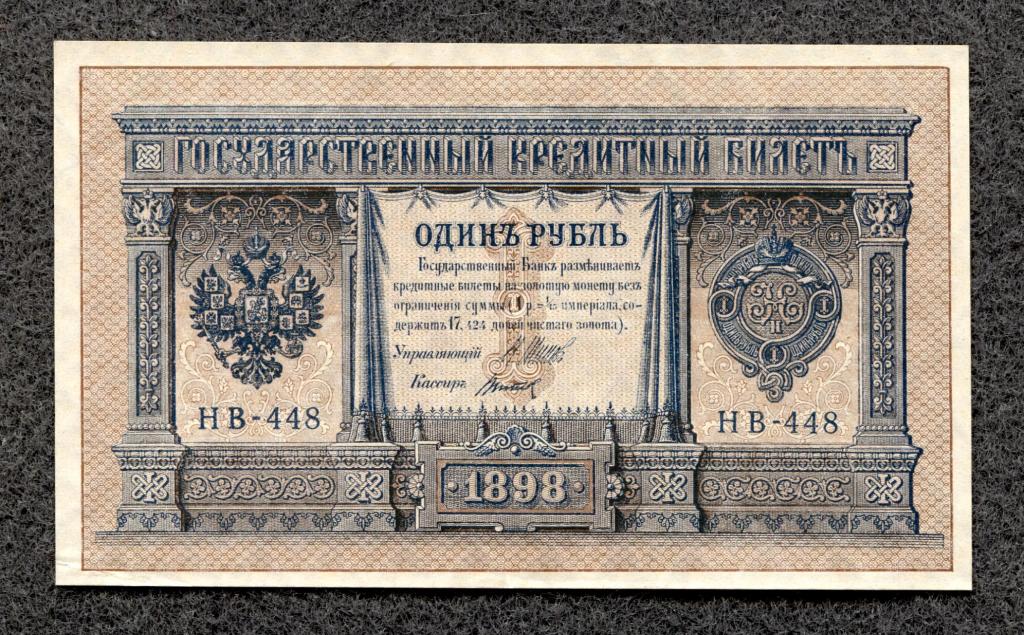 ГОСУДАРСТВЕННЫЙ КРЕДИТНЫЙ БИЛЕТЪ
ОДИНЪ РУБЛЬ
Государственный Банкъ размѣниваетъ
кредитные билеты на золотую монету безъ
ограниченія суммы (1 р. = 1/15 имперіала, со-
держитъ 17,424 долей чистаго золота).
Управляющій
Кассиръ
НВ-448
НВ-448
1898